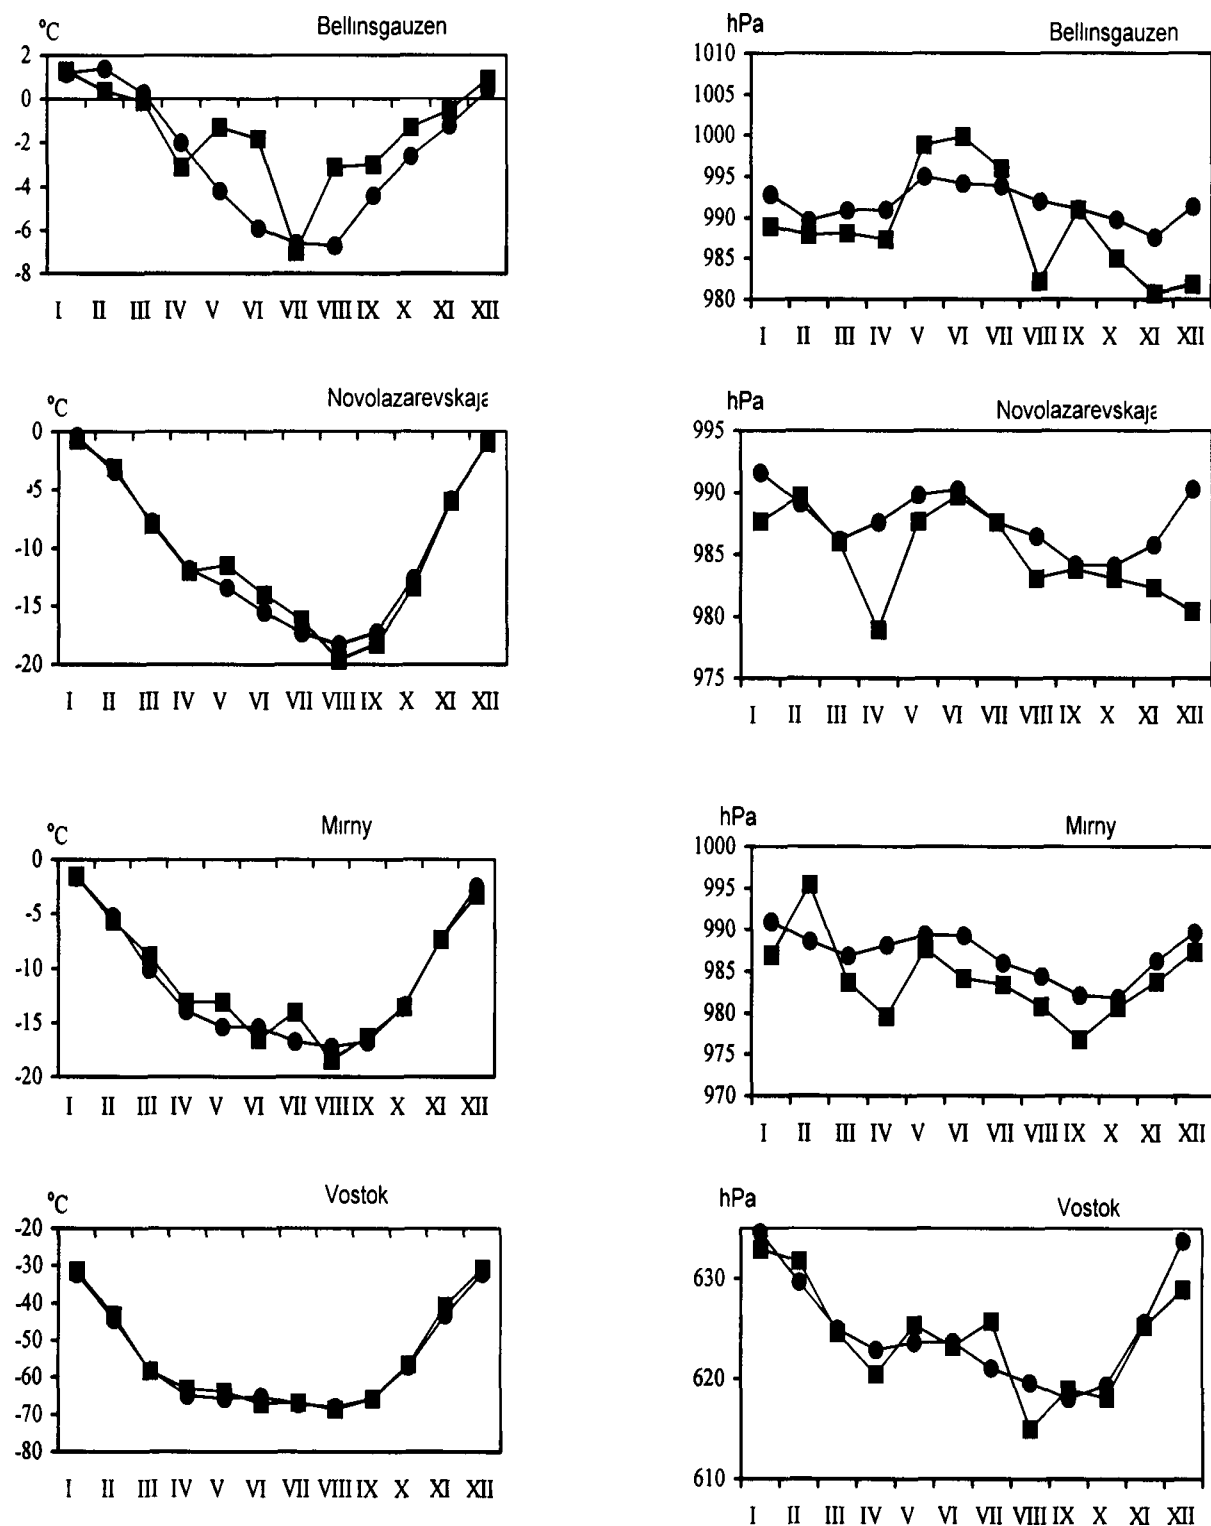 °C Bellinsgauzen
2
0
-2
-4
-6
-8
I II III IV V VI VII VIII IX X XI XII
hPa Bellinsgauzen
1010
1005
1000
995
990
985
980
I II III IV V VI VII VIII IX X XI XII
°C Novolazarevskaja
0
-5
-10
-15
-20
I II III IV V VI VII VIII IX X XI XII
hPa Novolazarevskaja
995
990
985
980
975
I II III IV V VI VII VIII IX X XI XII
°C Mirny
0
-5
-10
-15
-20
I II III IV V VI VII VIII IX X XI XII
hPa Mirny
1000
995
990
985
980
975
970
I II III IV V VI VII VIII IX X XI XII
°C Vostok
-20
-30
-40
-50
-60
-70
-80
I II III IV V VI VII VIII IX X XI XII
hPa Vostok
630
620
610
I II III IV V VI VII VIII IX X XI XII